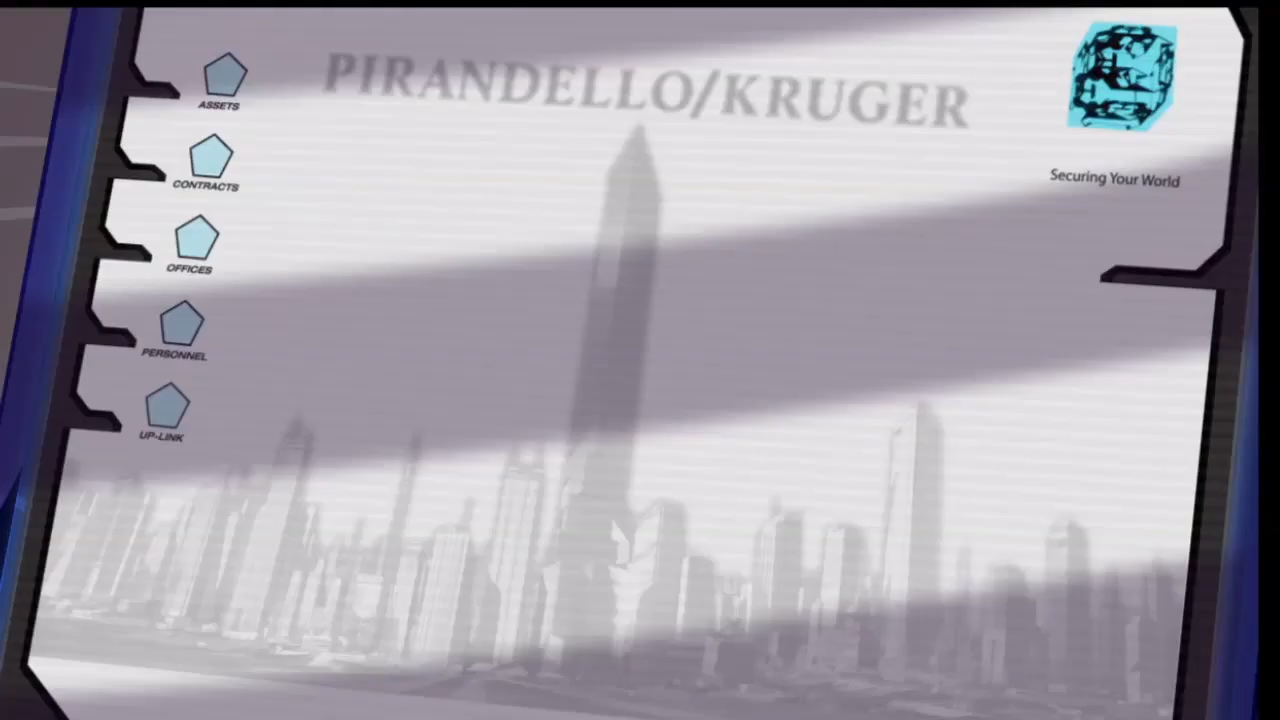 PIRANDELLO/KRUGER
Securing Your World
ASSETS
CONTRACTS
OFFICES
PERSONNEL
UP-LINK